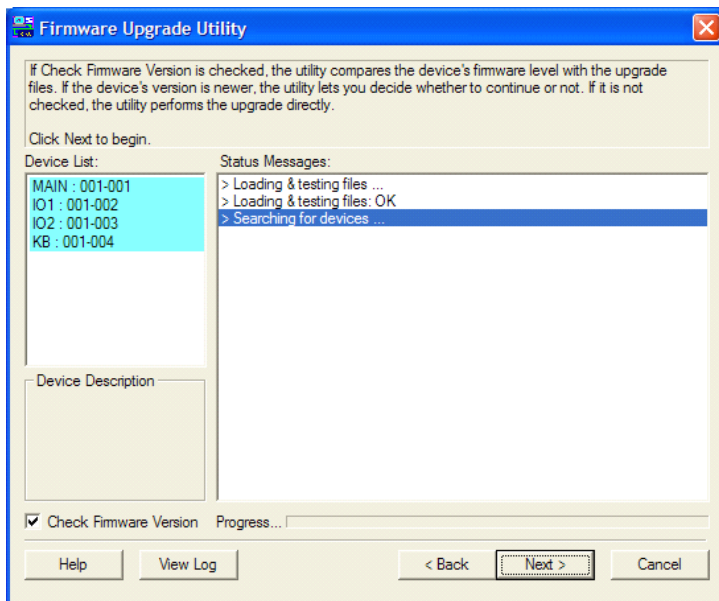 Firmware Upgrade Utility
If Check Firmware Version is checked, the utility compares the device's firmware level with the upgrade
files. If the device's version is newer, the utility lets you decide whether to continue or not. If it is not
checked, the utility performs the upgrade directly.
Click Next to begin.
Device List:
MAIN : 001-001
IO1 : 001-002
IO2 : 001-003
KB : 001-004
Status Messages:
> Loading & testing files ...
> Loading & testing files: OK
> Searching for devices ...
Device Description
Check Firmware Version
Progress...
Help
View Log
< Back
Next >
Cancel